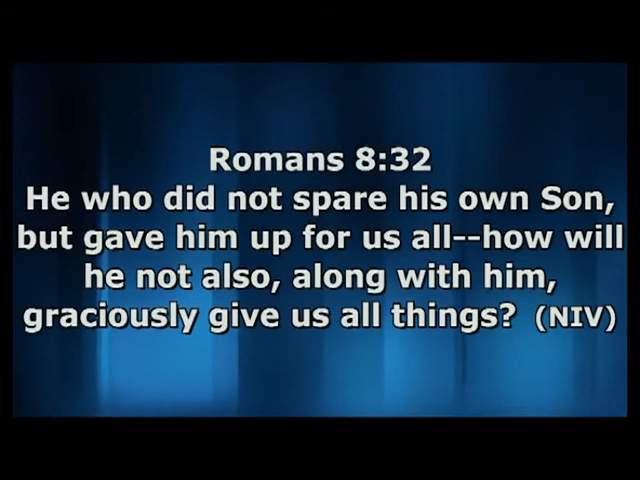 Romans 8:32
He who did not spare his own Son,
but gave him up for us all--how will
he not also, along with him,
graciously give us all things? (NIV)